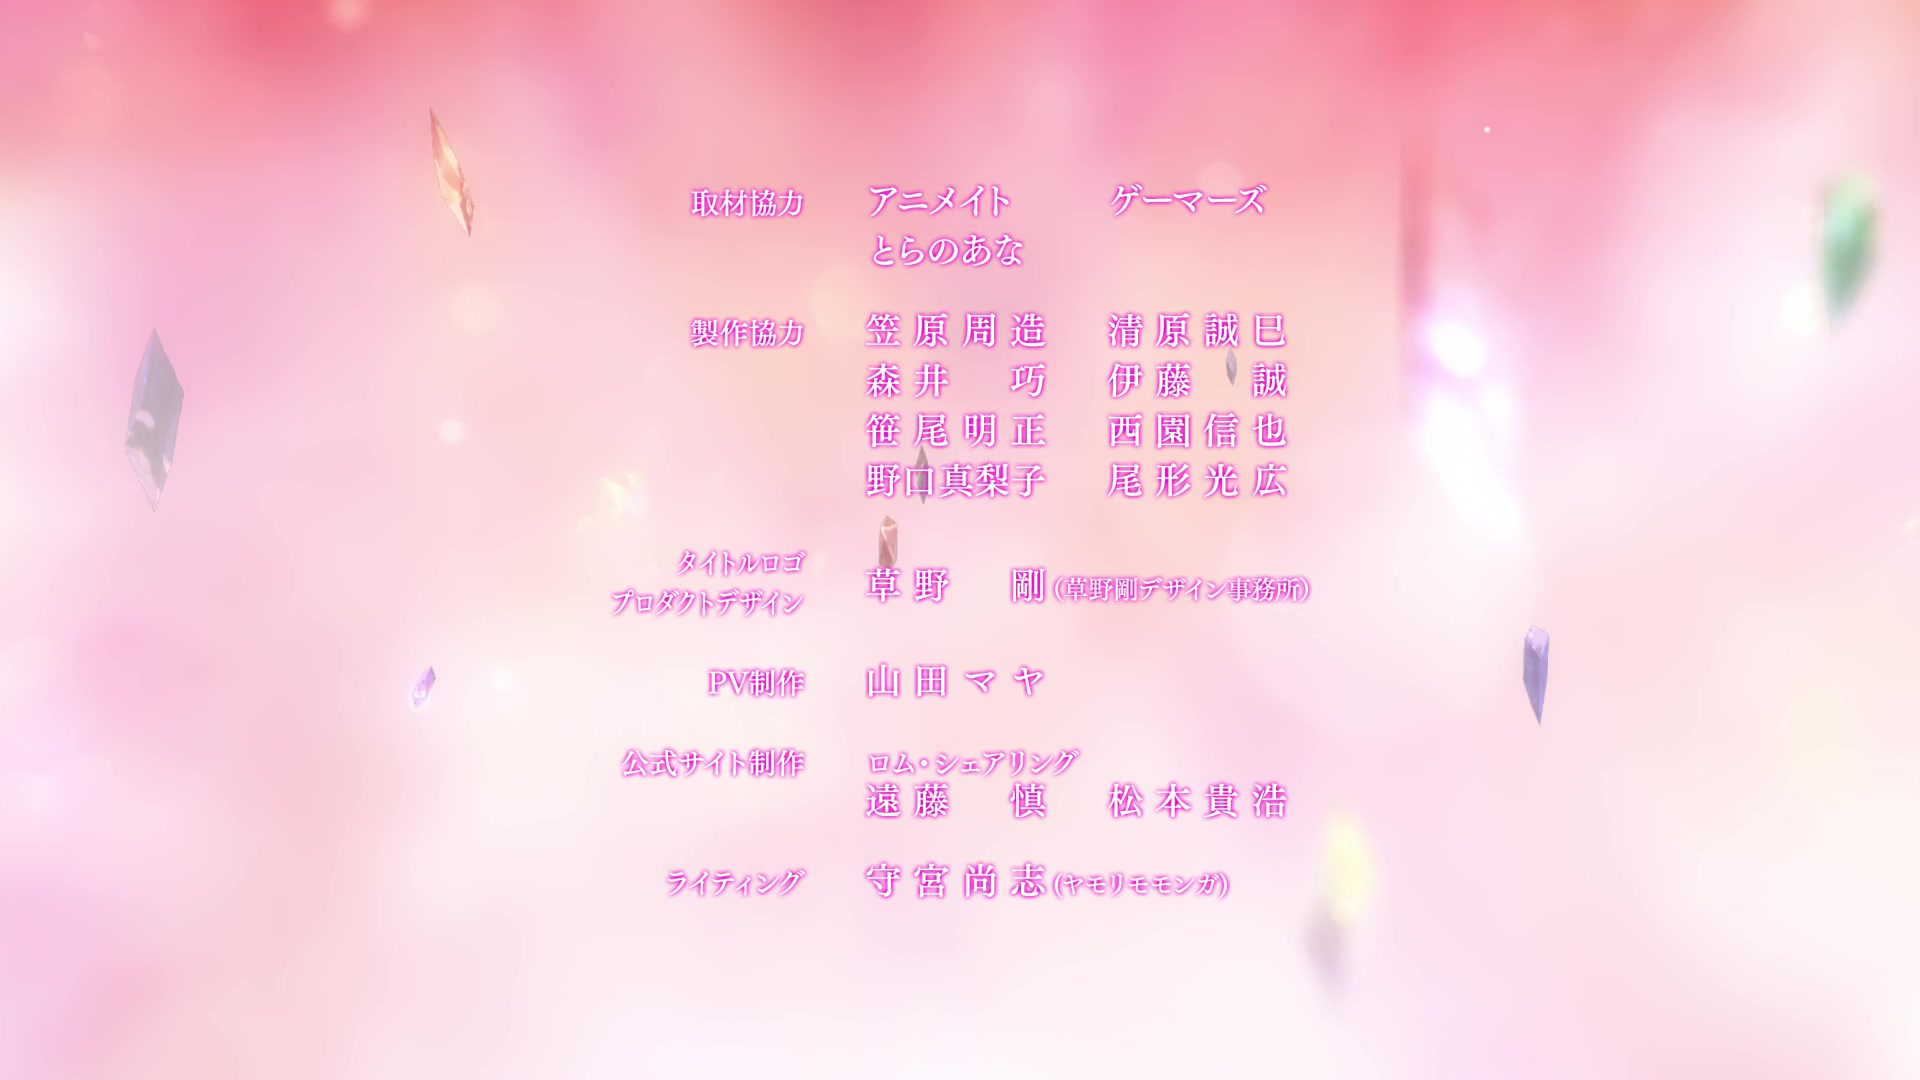 取材協力 アニメイト ゲーマーズ
とらのあな
製作協力 笠原周造 清原誠巳
森井 巧 伊藤 誠
笹尾明正 西園信也
野口真梨子 尾形光広
タイトルロゴ
プロダクトデザイン 草野 剛(草野剛デザイン事務所)
PV制作 山田マヤ
公式サイト制作 ロム・シェアリング
遠藤 慎 松本貴浩
ライティング 守宮尚志(ヤモリモモンガ)